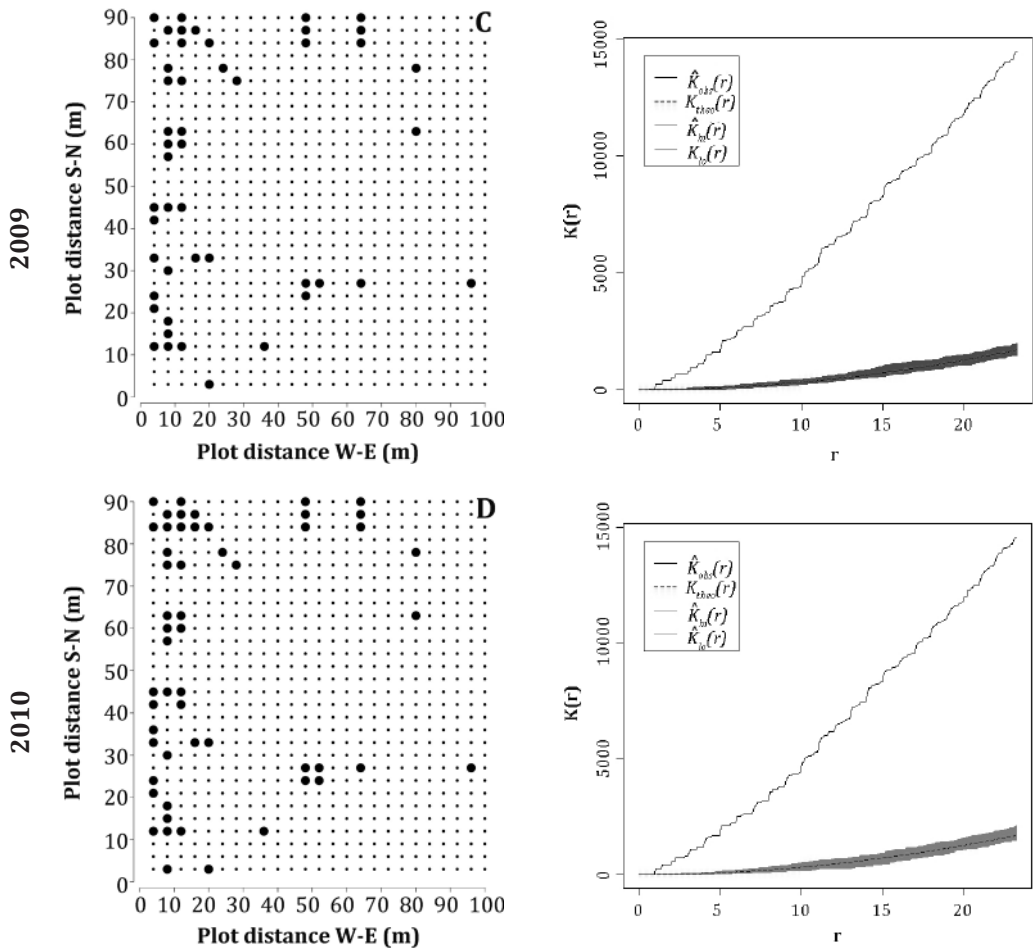 2009
Plot distance S-N (m)
90
80
70
60
50
40
30
20
10
0
C
0 10 20 30 40 50 60 70 80 90 100
Plot distance W-E (m)
K(r)
15000
10000
5000
0
K̂obs(r)
Ktheo(r)
K̂hi(r)
Klo(r)
0 5 10 15 20
r
2010
Plot distance S-N (m)
90
80
70
60
50
40
30
20
10
0
D
0 10 20 30 40 50 60 70 80 90 100
Plot distance W-E (m)
K(r)
15000
10000
5000
0
K̂obs(r)
Ktheo(r)
K̂hi(r)
K̂lo(r)
0 5 10 15 20
r